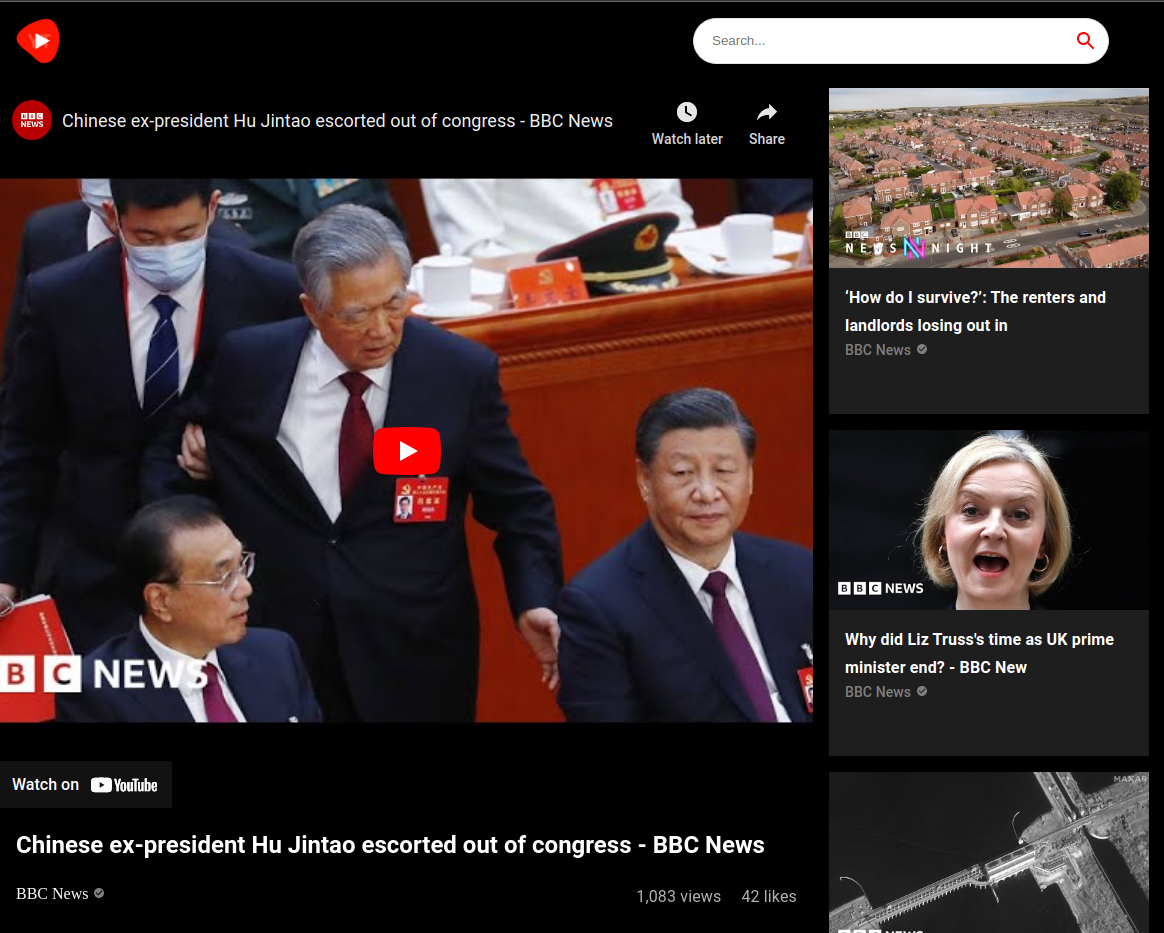 Search...
BBC
NEWS
Chinese ex-president Hu Jintao escorted out of congress - BBC News
Watch later
Share
B C NEWS
Watch on YouTube
Chinese ex-president Hu Jintao escorted out of congress - BBC News
BBC News
1,083 views 42 likes
BBC
NEWSNIGHT
‘How do I survive?’: The renters and
landlords losing out in
BBC News
BBC NEWS
Why did Liz Truss's time as UK prime
minister end? - BBC New
BBC News
MAXAR